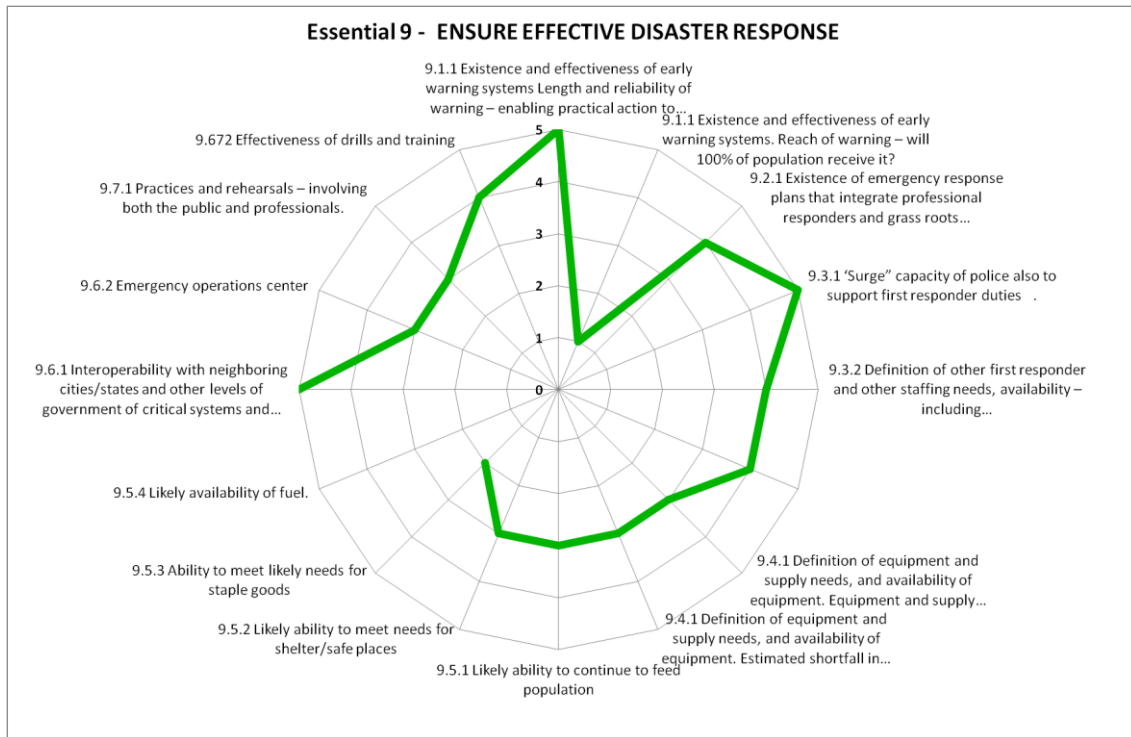 Essential 9 - ENSURE EFFECTIVE DISASTER RESPONSE
9.1.1 Existence and effectiveness of early
warning systems Length and reliability of
warning – enabling practical action to...
9.1.1 Existence and effectiveness of early
warning systems. Reach of warning – will
100% of population receive it?
9.2.1 Existence of emergency response
plans that integrate professional
responders and grass roots...
9.3.1 ‘Surge” capacity of police also to
support first responder duties .
9.3.2 Definition of other first responder
and other staffing needs, availability –
including...
9.4.1 Definition of equipment and
supply needs, and availability of
equipment. Equipment and supply...
9.4.1 Definition of equipment and
supply needs, and availability of
equipment. Estimated shortfall in...
9.5.1 Likely ability to continue to feed
population
9.5.2 Likely ability to meet needs for
shelter/safe places
9.5.3 Ability to meet likely needs for
staple goods
9.5.4 Likely availability of fuel.
9.6.1 Interoperability with neighboring
cities/states and other levels of
government of critical systems and...
9.6.2 Emergency operations center
9.7.1 Practices and rehearsals – involving
both the public and professionals.
9.672 Effectiveness of drills and training
5
4
3
2
1
0